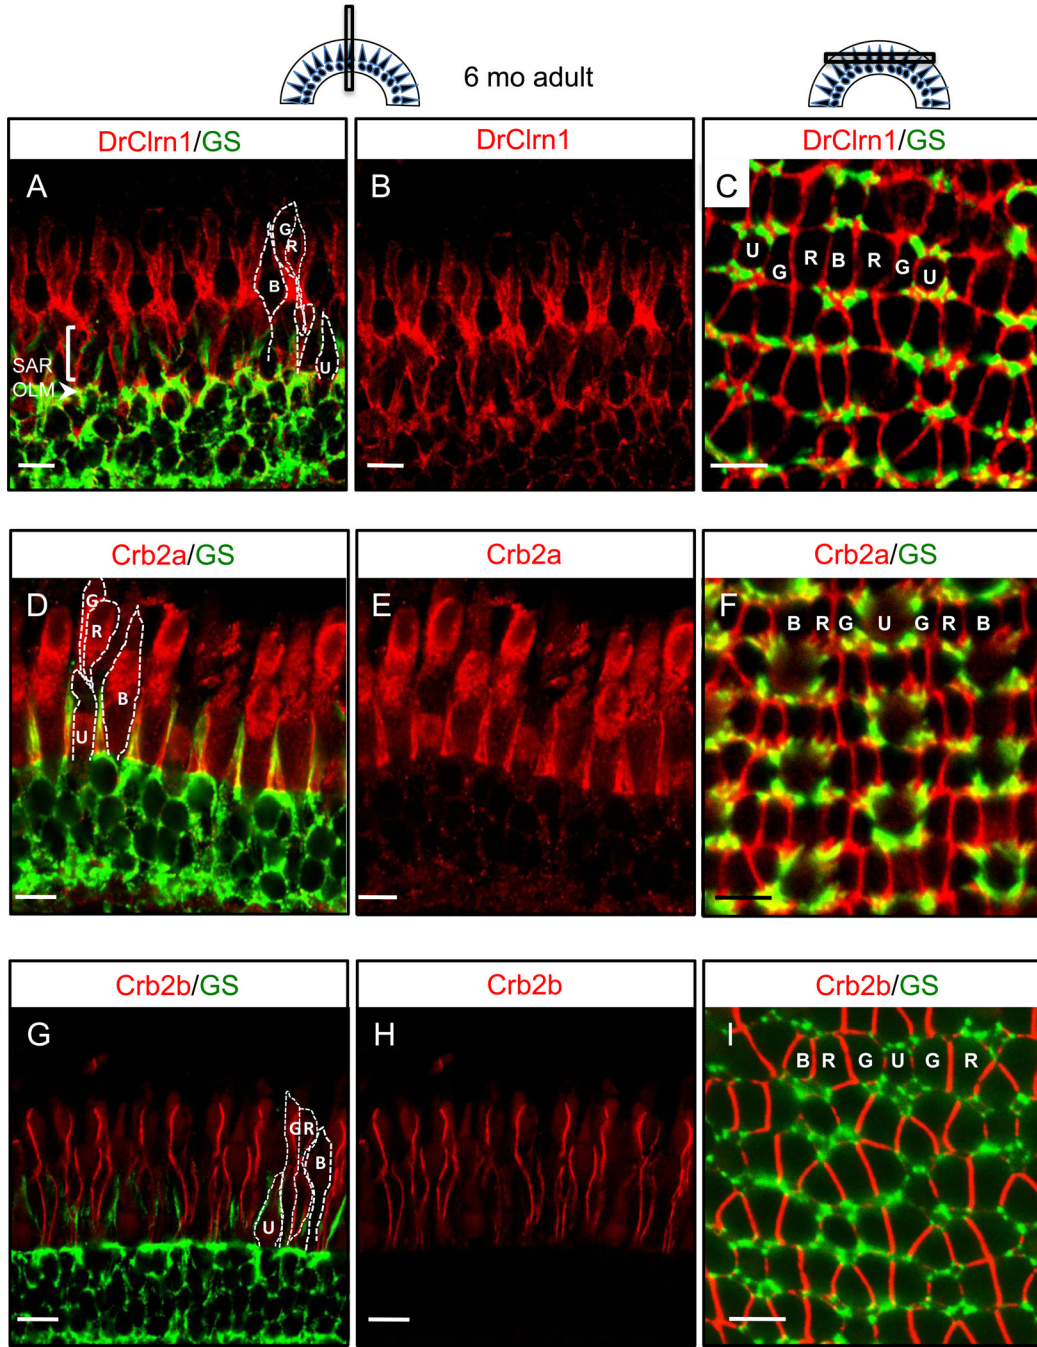 6 mo adult
DrClrn1/GS
DrClrn1
DrClrn1/GS
A
G
R
B
U
SAR
OLM
B
C
U G R B R G U
Crb2a/GS
Crb2a
Crb2a/GS
D
G
R
B
U
E
F
B R G U G R B
Crb2b/GS
Crb2b
Crb2b/GS
G
G R
B
U
H
I
B R G U G R